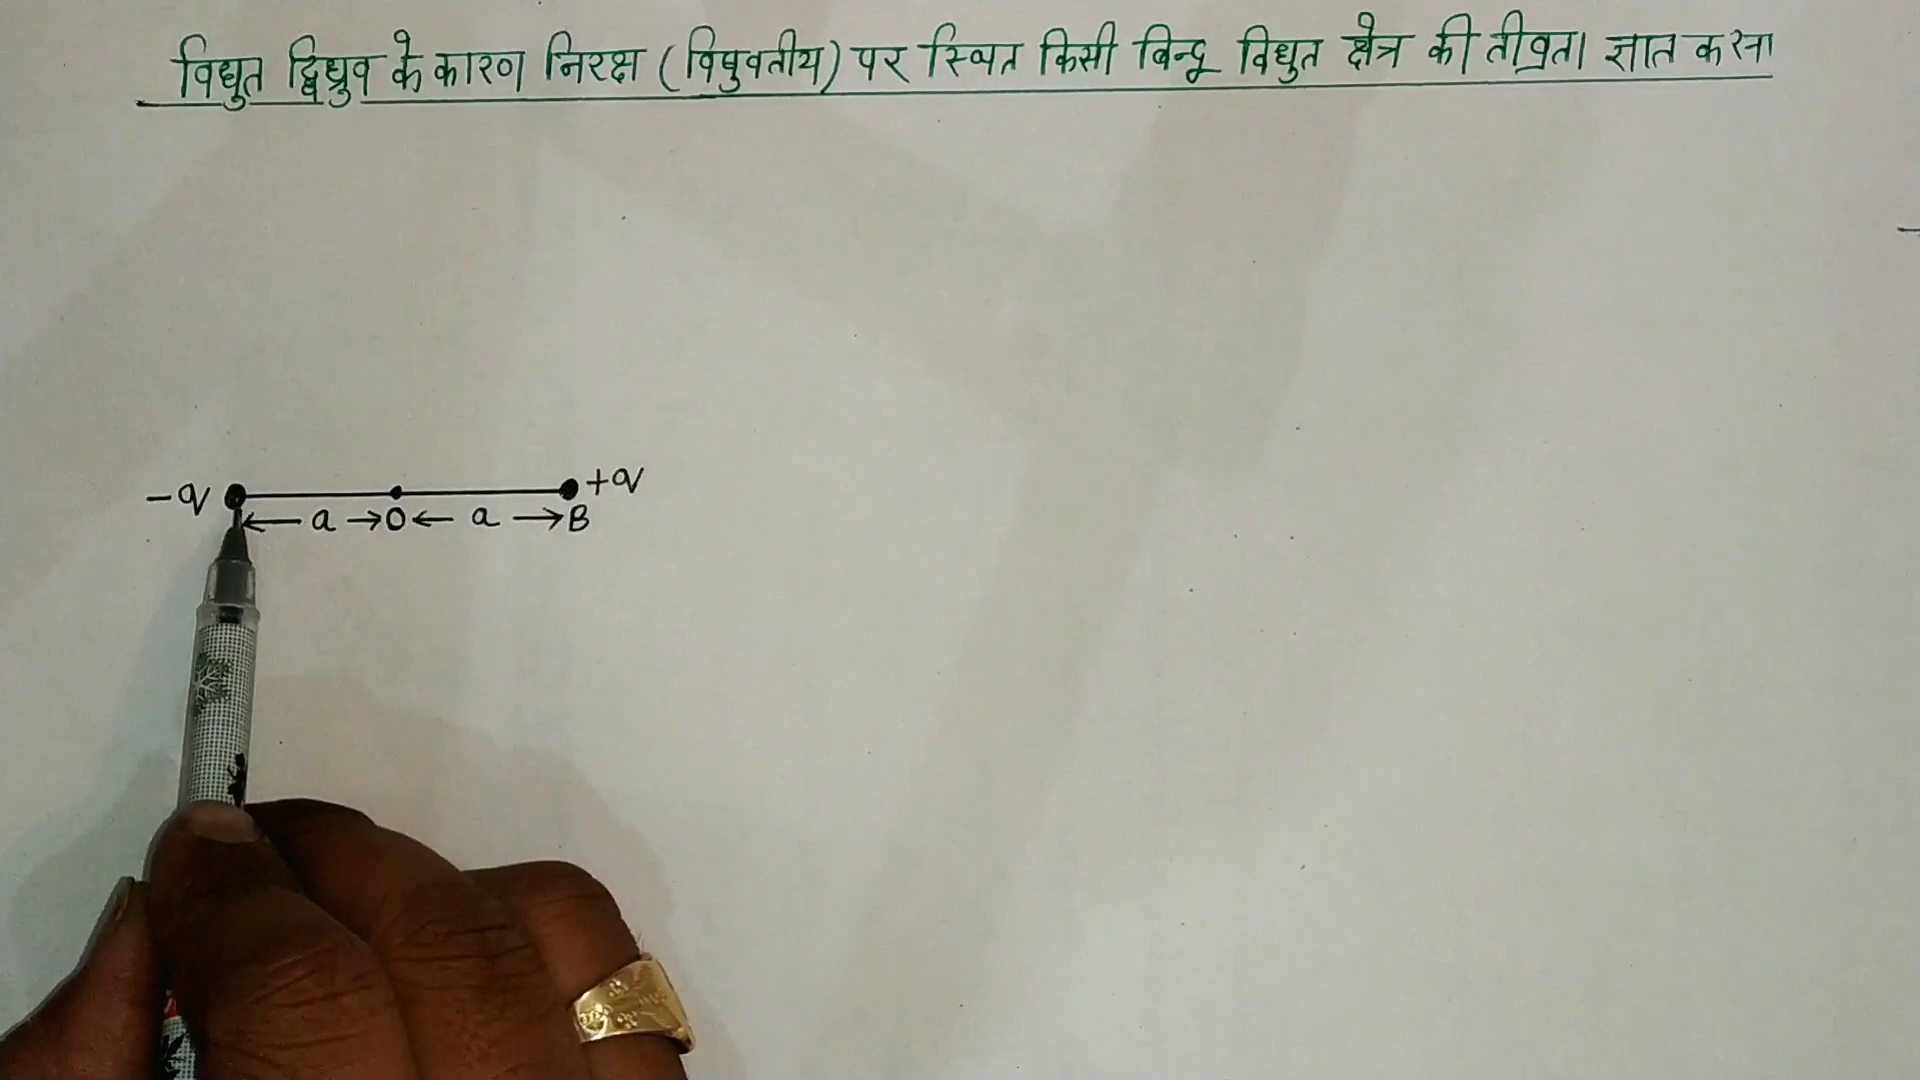 विद्युत द्विध्रुव के कारण निरक्ष (विषुवतीय) पर स्थित किसी बिन्दू विद्युत क्षेत्र की तीव्रता ज्ञात करना
-q +q
← a → O ← a → B